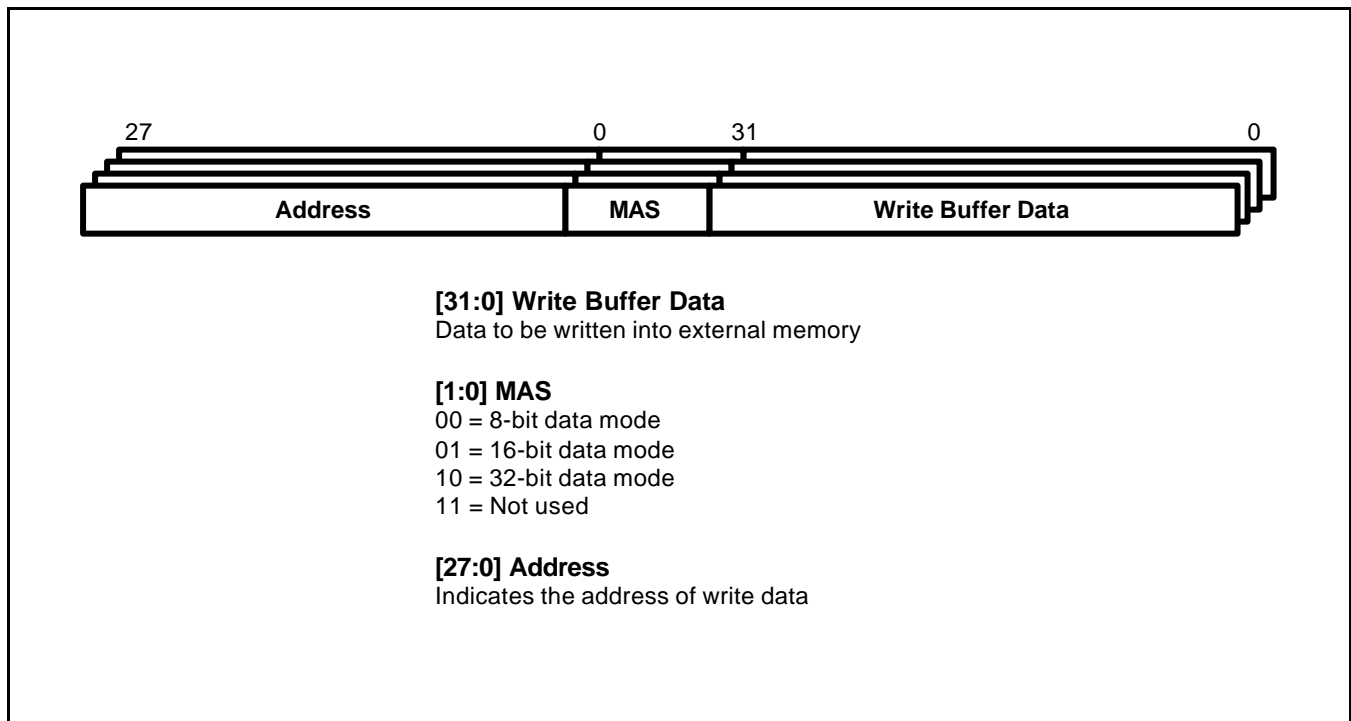 27 0 31 0
Address MAS Write Buffer Data
[31:0] Write Buffer Data
Data to be written into external memory
[1:0] MAS
00 = 8-bit data mode
01 = 16-bit data mode
10 = 32-bit data mode
11 = Not used
[27:0] Address
Indicates the address of write data